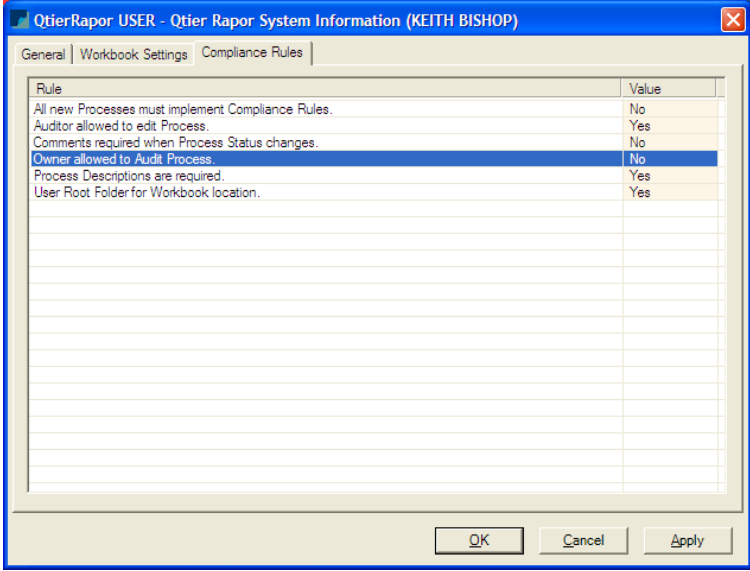 QtierRapor USER - Qtier Rapor System Information (KEITH BISHOP)
General Workbook Settings Compliance Rules
Rule Value
All new Processes must implement Compliance Rules. No
Auditor allowed to edit Process. Yes
Comments required when Process Status changes. No
Owner allowed to Audit Process. No
Process Descriptions are required. Yes
User Root Folder for Workbook location. Yes
OK Cancel Apply